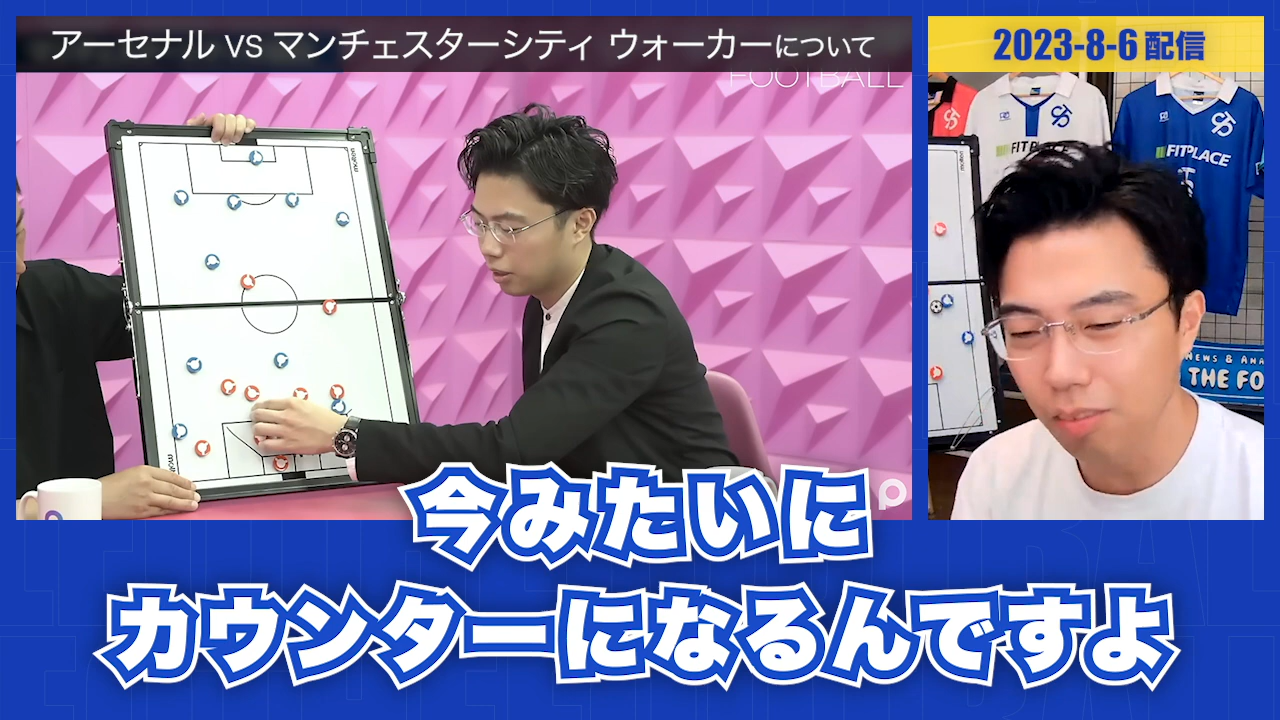 アーセナル VS マンチェスターシティ ウォーカーについて
2023-8-6 配信
FOOTBALL
molten
FITPLACE
FITPLACE
NEWS & ANA
THE FO
今みたいに
カウンターになるんですよ